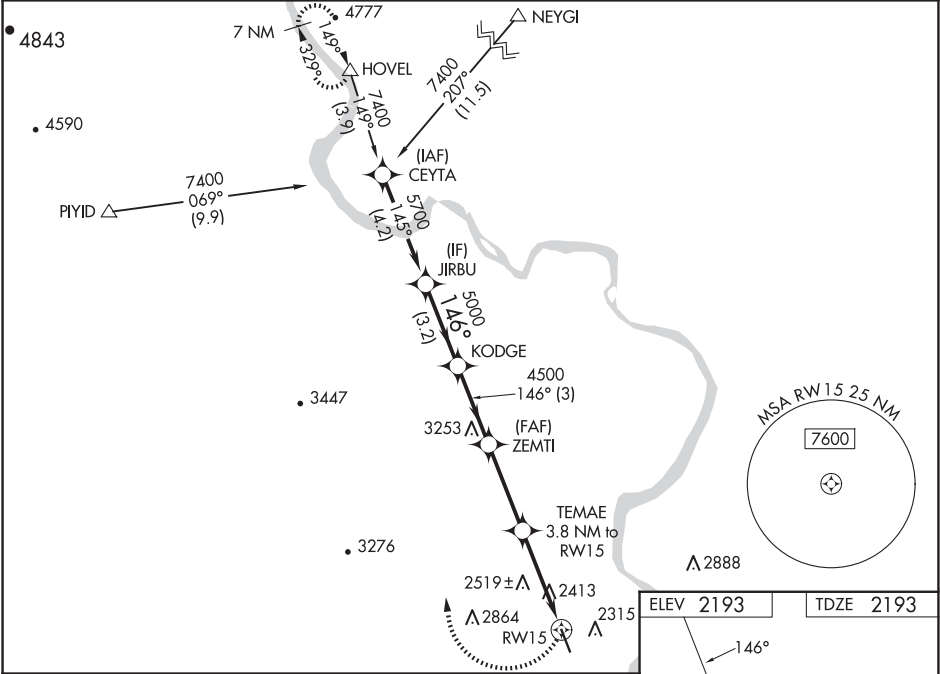 4777
NEYGI
7 NM
149°
329°
4843
HOVEL
7400
207°
(11.5)
7400
149°
(3.9)
4590
(IAF)
CEYTA
7400
069°
(9.9)
PIYID
5700
145°
(4.2)
(IF)
JIRBU
5000
146°
(3.2)
KODGE
4500
146° (3)
3447
3253
(FAF)
ZEMTI
MSA RW15 25 NM
7600
TEMAE
3.8 NM to
RW15
3276
2888
2519±
2413
2864
2315
RW15
ELEV 2193
TDZE 2193
146°